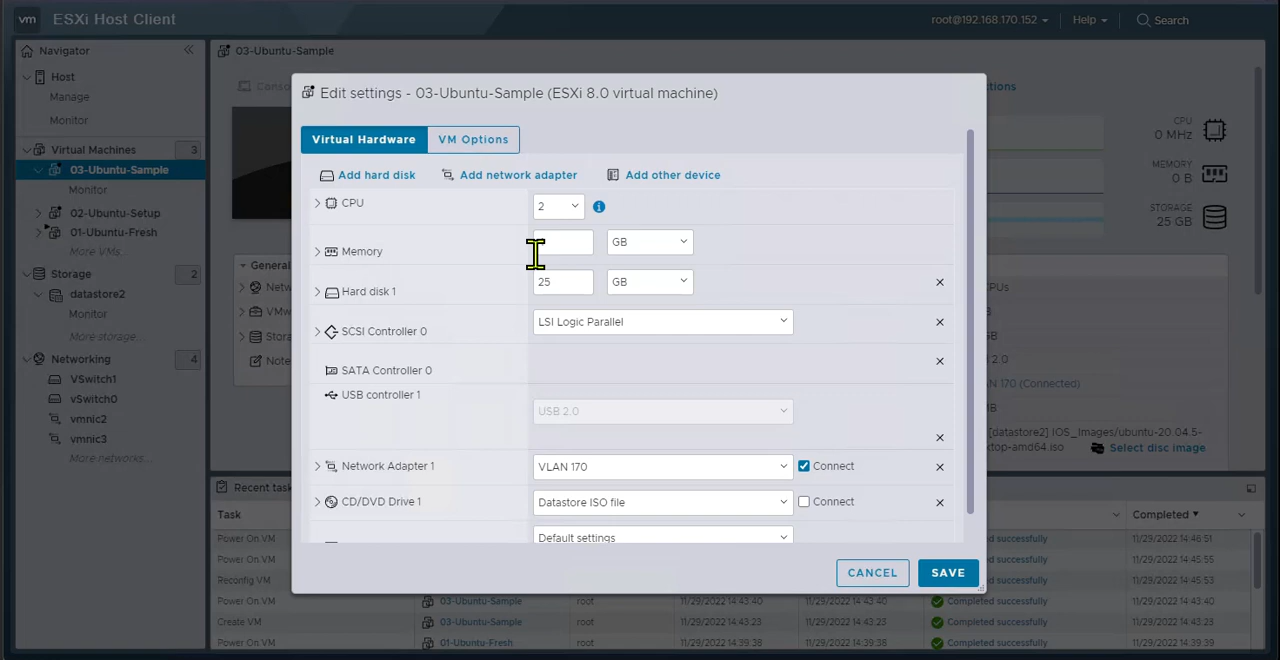 vm ESXi Host Client
root@192.168.170.152 Help Search
Navigator
Host
Manage
Monitor
Virtual Machines 3
03-Ubuntu-Sample
Monitor
02-Ubuntu-Setup
01-Ubuntu-Fresh
More VMs...
Storage 2
datastore2
Monitor
More storage...
Networking 4
VSwitch1
vSwitch0
vmnic2
vmnic3
More networks...
03-Ubuntu-Sample
CPU
0 MHz
MEMORY
0 B
STORAGE
25 GB
Edit settings - 03-Ubuntu-Sample (ESXi 8.0 virtual machine)
Virtual Hardware VM Options
Add hard disk Add network adapter Add other device
CPU 2
Memory GB
Hard disk 1 25 GB
SCSI Controller 0 LSI Logic Parallel
SATA Controller 0
USB controller 1
USB 2.0
Network Adapter 1 VLAN 170 Connect
CD/DVD Drive 1 Datastore ISO file Connect
Default settings
CANCEL SAVE
(Connected)
[datastore2] IOS_Images/ubuntu-20.04.5-
Select disc image
Task Completed
Power On VM 11/29/2022 14:46:51
Power On VM 11/29/2022 14:45:55
Reconfig VM 11/29/2022 14:45:53
Power On VM 03-Ubuntu-Sample root 11/29/2022 14:43:40 11/29/2022 14:43:40 Completed successfully 11/29/2022 14:43:40
Create VM 03-Ubuntu-Sample root 11/29/2022 14:43:23 11/29/2022 14:43:23 Completed successfully 11/29/2022 14:43:23
Power On VM 01-Ubuntu-Fresh root 11/29/2022 14:39:38 11/29/2022 14:39:38 Completed successfully 11/29/2022 14:39:39